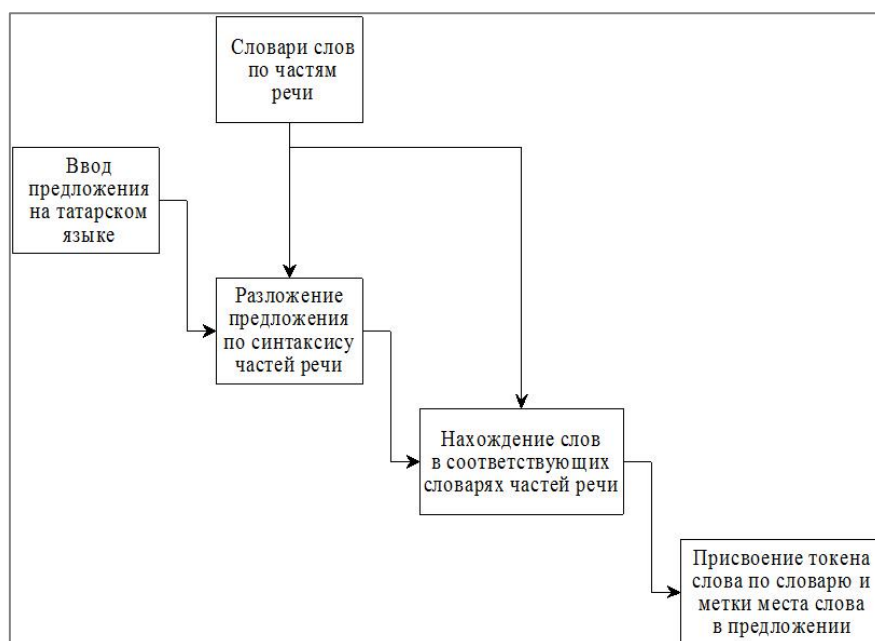 Словари слов
по частям
речи
Ввод
предложения
на татарском
языке
Разложение
предложения
по синтаксису
частей речи
Нахождение слов
в соответствующих
словарях частей речи
Присвоение токена
слова по словарю и
метки места слова
в предложении